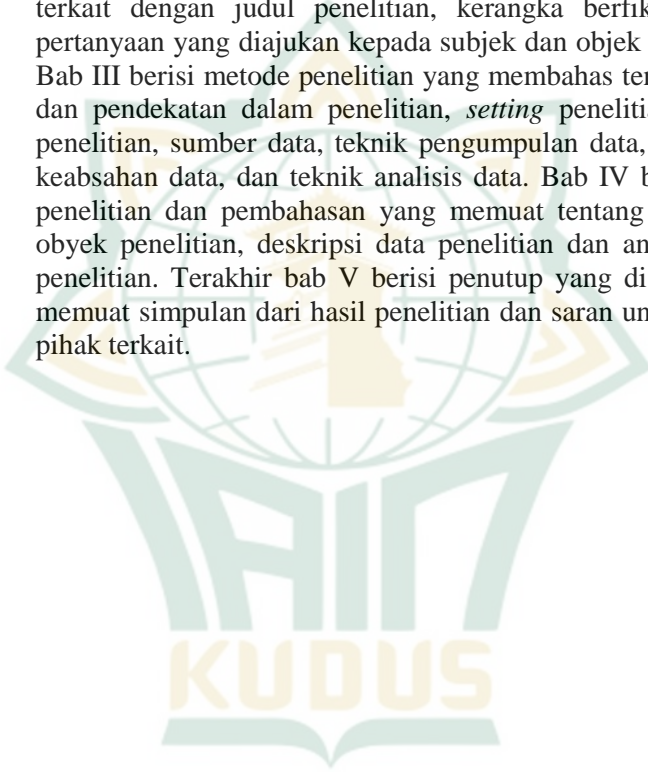 terkait dengan judul penelitian, kerangka berfik
pertanyaan yang diajukan kepada subjek dan objek
Bab III berisi metode penelitian yang membahas ten
dan pendekatan dalam penelitian, setting peneliti
penelitian, sumber data, teknik pengumpulan data,
keabsahan data, dan teknik analisis data. Bab IV b
penelitian dan pembahasan yang memuat tentang
obyek penelitian, deskripsi data penelitian dan an
penelitian. Terakhir bab V berisi penutup yang di
memuat simpulan dari hasil penelitian dan saran un
pihak terkait.
IAIN
KUDUS